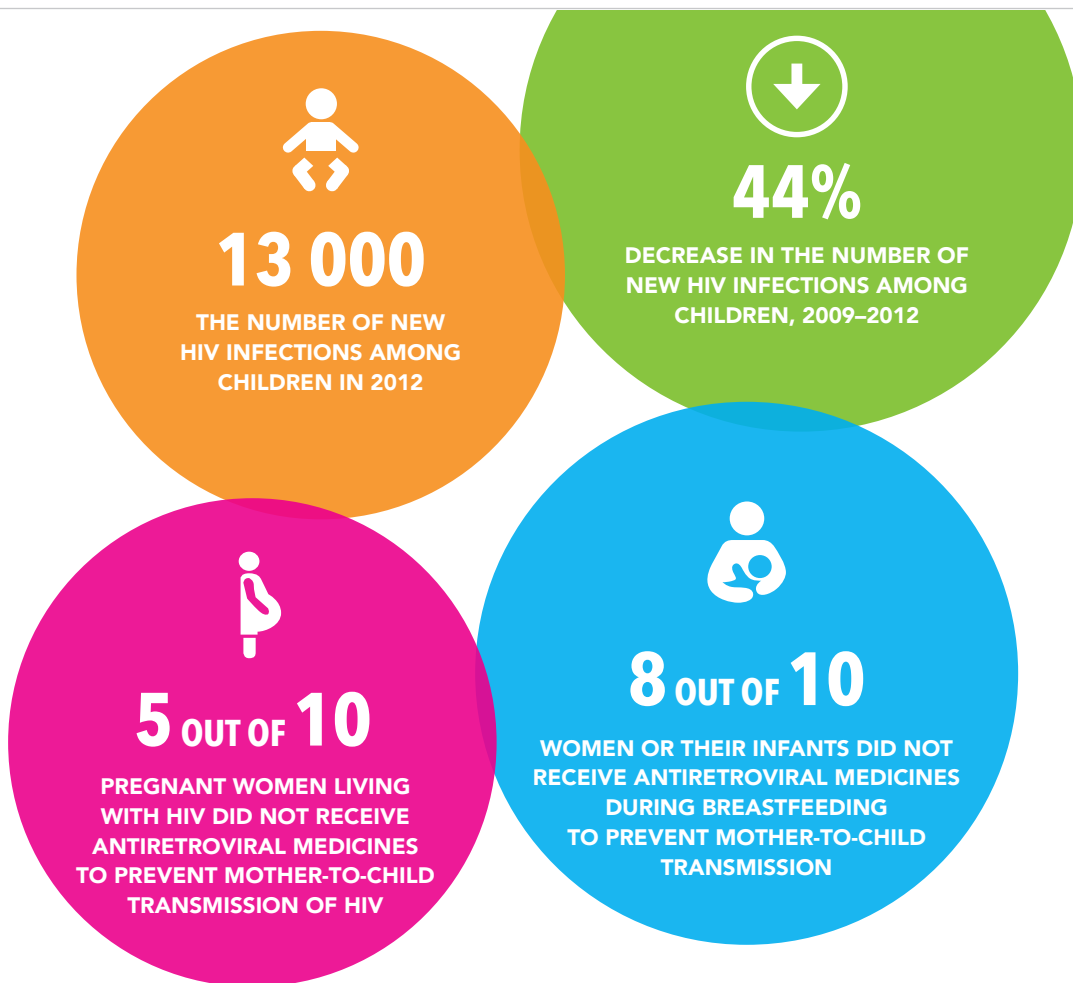 13 000
THE NUMBER OF NEW
HIV INFECTIONS AMONG
CHILDREN IN 2012
44%
DECREASE IN THE NUMBER OF
NEW HIV INFECTIONS AMONG
CHILDREN, 2009–2012
5 OUT OF 10
PREGNANT WOMEN LIVING
WITH HIV DID NOT RECEIVE
ANTIRETROVIRAL MEDICINES
TO PREVENT MOTHER-TO-CHILD
TRANSMISSION OF HIV
8 OUT OF 10
WOMEN OR THEIR INFANTS DID NOT
RECEIVE ANTIRETROVIRAL MEDICINES
DURING BREASTFEEDING
TO PREVENT MOTHER-TO-CHILD
TRANSMISSION